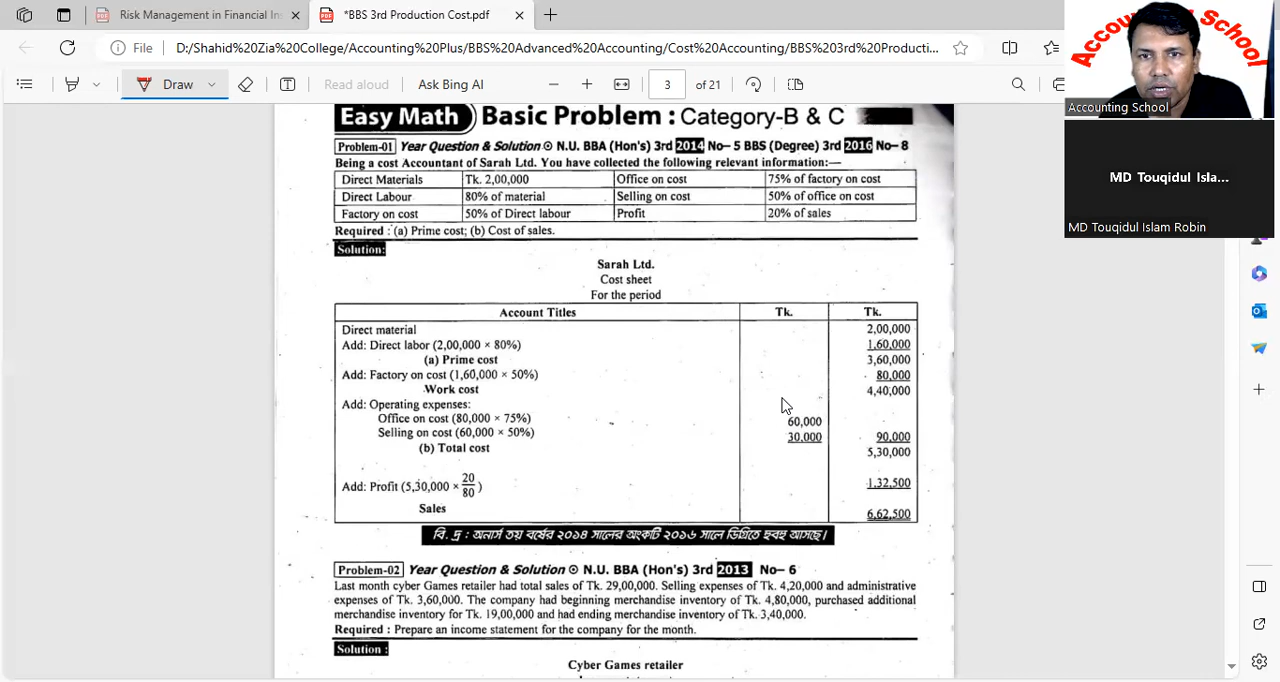 Risk Management in Financial In
*BBS 3rd Production Cost.pdf
File
D:/Shahid%20Zia%20College/Accounting%20Plus/BBS%20Advanced%20Accounting/Cost%20Accounting/BBS%203rd%20Producti...
Draw
Read aloud
Ask Bing AI
3
of 21
Accounting School
MD Touqidul Isla...
MD Touqidul Islam Robin
Easy Math Basic Problem : Category-B & C
Problem-01 Year Question & Solution ⊙ N.U. BBA (Hon's) 3rd 2014 No– 5 BBS (Degree) 3rd 2016 No– 8
Being a cost Accountant of Sarah Ltd. You have collected the following relevant information:—
Direct Materials Tk. 2,00,000 Office on cost 75% of factory on cost
Direct Labour 80% of material Selling on cost 50% of office on cost
Factory on cost 50% of Direct labour Profit 20% of sales
Required : (a) Prime cost; (b) Cost of sales.
Solution:
Sarah Ltd.
Cost sheet
For the period
Account Titles Tk. Tk.
Direct material 2,00,000
Add: Direct labor (2,00,000 × 80%) 1,60,000
(a) Prime cost 3,60,000
Add: Factory on cost (1,60,000 × 50%) 80,000
Work cost 4,40,000
Add: Operating expenses:
Office on cost (80,000 × 75%) 60,000
Selling on cost (60,000 × 50%) 30,000 90,000
(b) Total cost 5,30,000
Add: Profit (5,30,000 × 20/80) 1,32,500
Sales 6,62,500
বি. দ্র : অনার্স ৩য় বর্ষের ২০১৪ সালের অংকটি ২০১৬ সালে ডিগ্রিতে হুবহু আসছে।
Problem-02 Year Question & Solution ⊙ N.U. BBA (Hon's) 3rd 2013 No– 6
Last month cyber Games retailer had total sales of Tk. 29,00,000. Selling expenses of Tk. 4,20,000 and administrative
expenses of Tk. 3,60,000. The company had beginning merchandise inventory of Tk. 4,80,000, purchased additional
merchandise inventory for Tk. 19,00,000 and had ending merchandise inventory of Tk. 3,40,000.
Required : Prepare an income statement for the company for the month.
Solution :
Cyber Games retailer